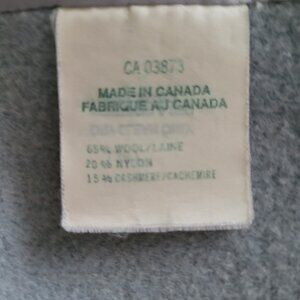 CA 03873
MADE IN CANADA
FABRIQUE AU CANADA
65% WOOL/LAINE
20% NYLON
15% CASHMERE/CACHEMIRE